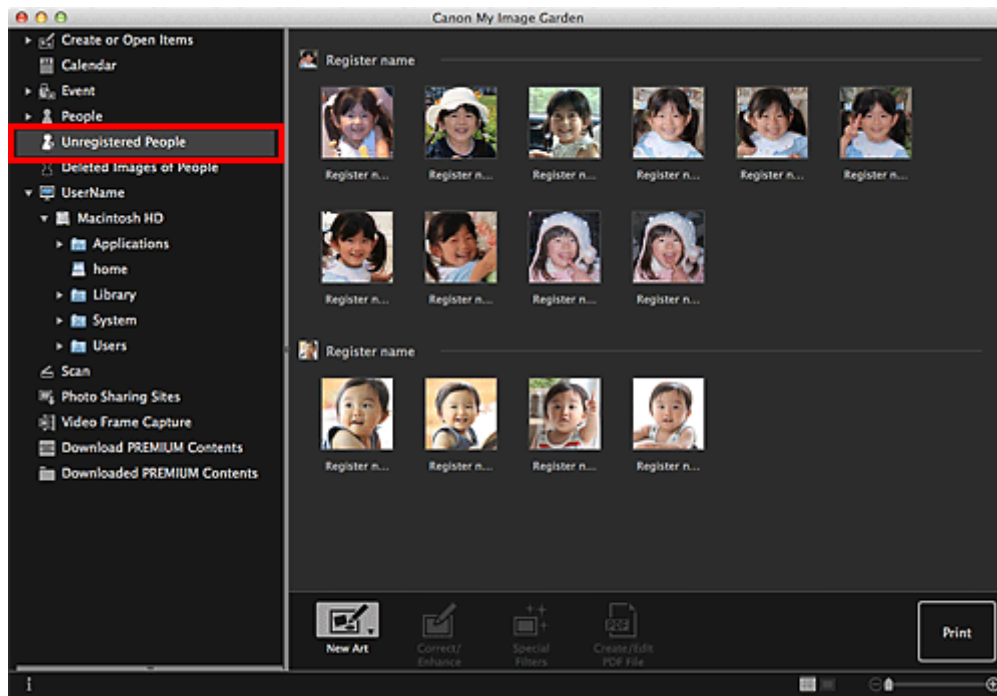 Canon My Image Garden
Create or Open Items
Calendar
Event
People
Unregistered People
Deleted Images of People
UserName
Macintosh HD
Applications
home
Library
System
Users
Scan
Photo Sharing Sites
Video Frame Capture
Download PREMIUM Contents
Downloaded PREMIUM Contents
Register name
Register n... Register n... Register n... Register n... Register n... Register n...
Register n... Register n... Register n... Register n...
Register name
Register n... Register n... Register n... Register n...
New Art
Correct/
Enhance
Special
Filters
Create/Edit
PDF File
Print